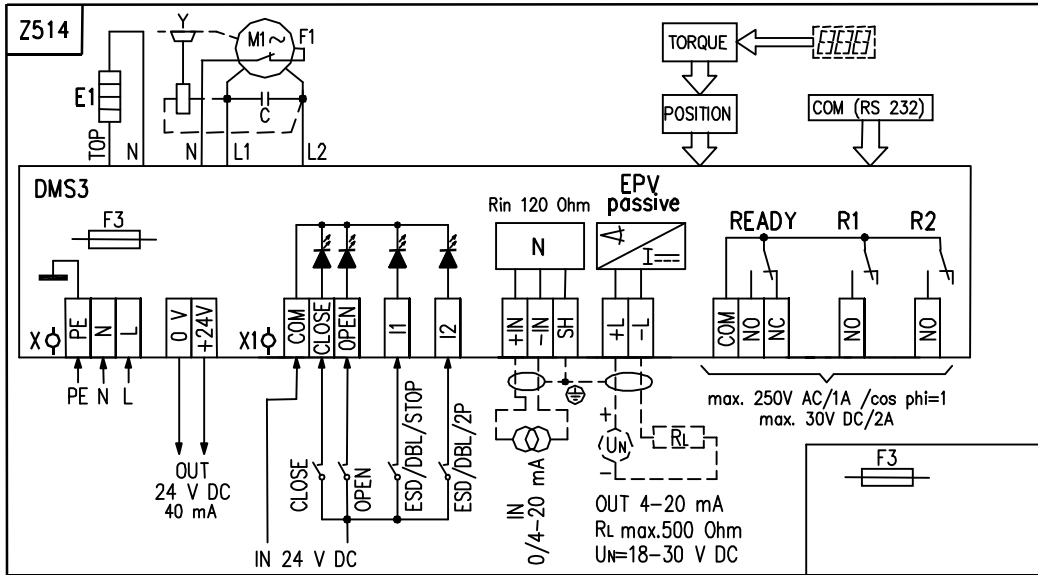 Z514
Y
M1 ~
F1
E1
C
TOP
N
N
L1
L2
TORQUE
POSITION
COM (RS 232)
DMS3
F3
Rin 120 Ohm
N
EPV
passive
I
READY
R1
R2
X
PE
N
L
0 V
+24V
X1
COM
CLOSE
OPEN
I1
I2
+IN
-IN
SH
+L
-L
COM
NO
NC
NO
NO
PE N L
OUT
24 V DC
40 mA
CLOSE
OPEN
ESD/DBL/STOP
ESD/DBL/2P
IN 24 V DC
IN
0/4-20 mA
+
UN
-
RL
OUT 4-20 mA
RL max.500 Ohm
UN=18-30 V DC
max. 250V AC/1A /cos phi=1
max. 30V DC/2A
F3